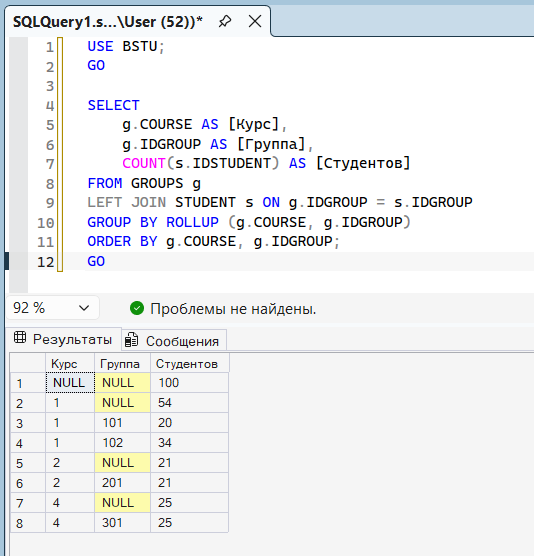 SQLQuery1.s...\User (52))*
1 USE BSTU;
2 GO
3
4 SELECT
5 g.COURSE AS [Курс],
6 g.IDGROUP AS [Группа],
7 COUNT(s.IDSTUDENT) AS [Студентов]
8 FROM GROUPS g
9 LEFT JOIN STUDENT s ON g.IDGROUP = s.IDGROUP
10 GROUP BY ROLLUP (g.COURSE, g.IDGROUP)
11 ORDER BY g.COURSE, g.IDGROUP;
12 GO
92 % Проблемы не найдены.
Результаты Сообщения
Курс Группа Студентов
1 NULL NULL 100
2 1 NULL 54
3 1 101 20
4 1 102 34
5 2 NULL 21
6 2 201 21
7 4 NULL 25
8 4 301 25